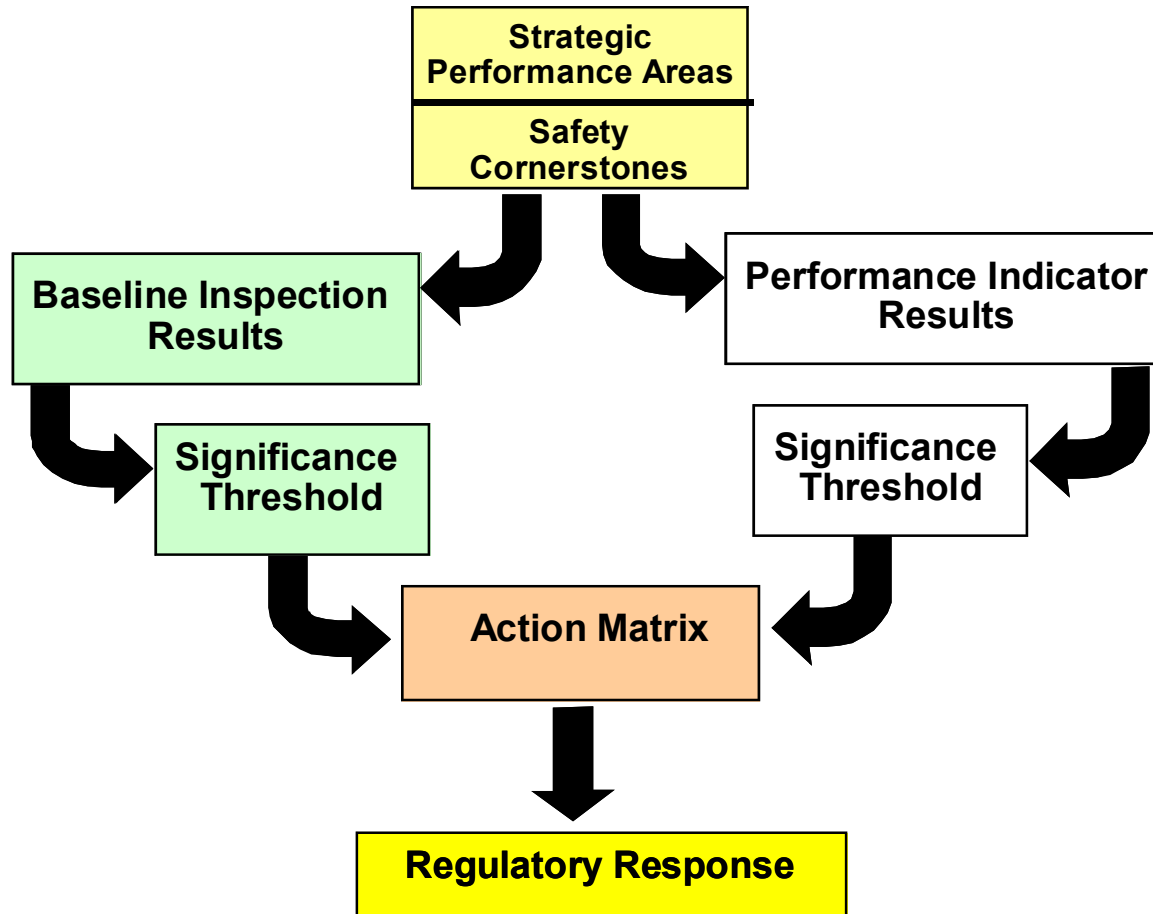 Strategic
Performance Areas
Safety
Cornerstones
Baseline Inspection
Results
Performance Indicator
Results
Significance
Threshold
Significance
Threshold
Action Matrix
Regulatory Response